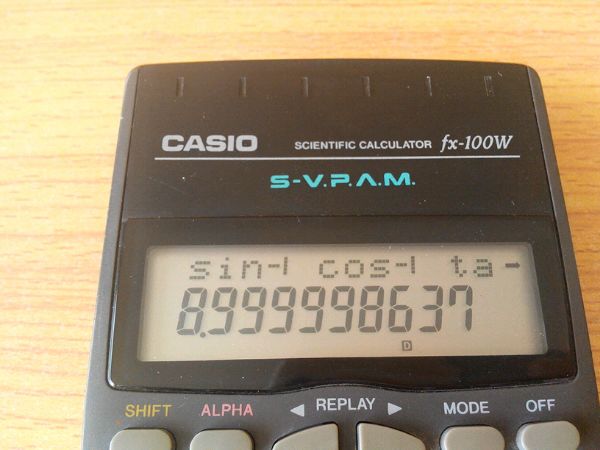 CASIO SCIENTIFIC CALCULATOR fx-100W
S-V.P.A.M.
sin-1 cos-1 ta→
8.999998637
D
SHIFT ALPHA ◀ REPLAY ▶ MODE OFF